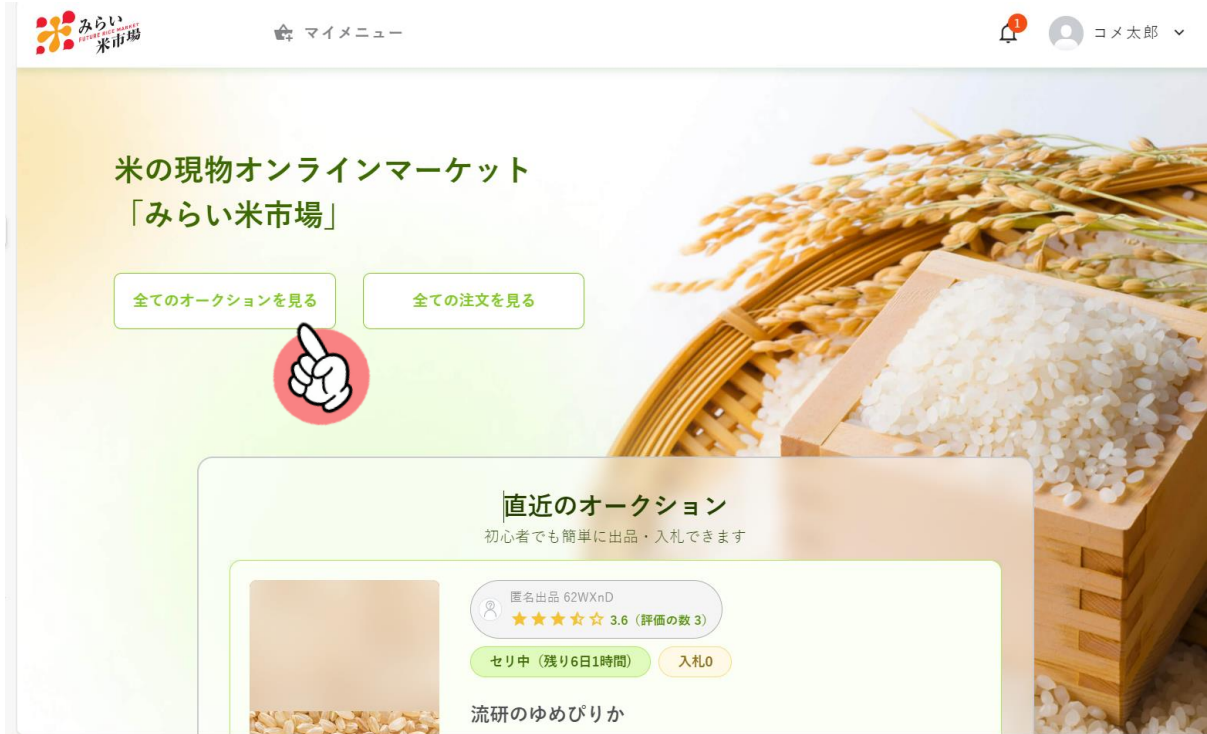 みらい
FUTURE RICE MARKET
米市場
マイメニュー
1
コメ太郎
米の現物オンラインマーケット
「みらい米市場」
全てのオークションを見る
全ての注文を見る
直近のオークション
初心者でも簡単に出品・入札できます
匿名出品 62WXnD
3.6（評価の数 3）
セリ中（残り6日1時間）
入札0
流研のゆめぴりか